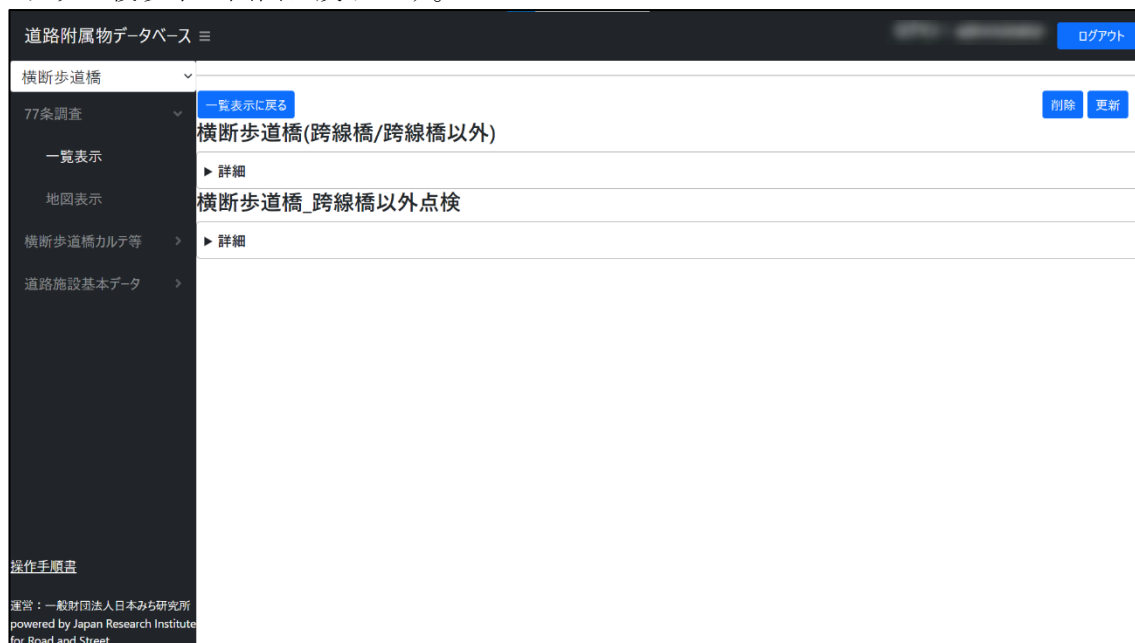 道路附属物データベース ≡
ログアウト
横断歩道橋
77条調査
一覧表示
地図表示
横断歩道橋カルテ等
道路施設基本データ
一覧表示に戻る
削除
更新
横断歩道橋(跨線橋/跨線橋以外)
▶ 詳細
横断歩道橋_跨線橋以外点検
▶ 詳細
操作手順書
運営：一般財団法人日本みち研究所
powered by Japan Research Institute
for Road and Street